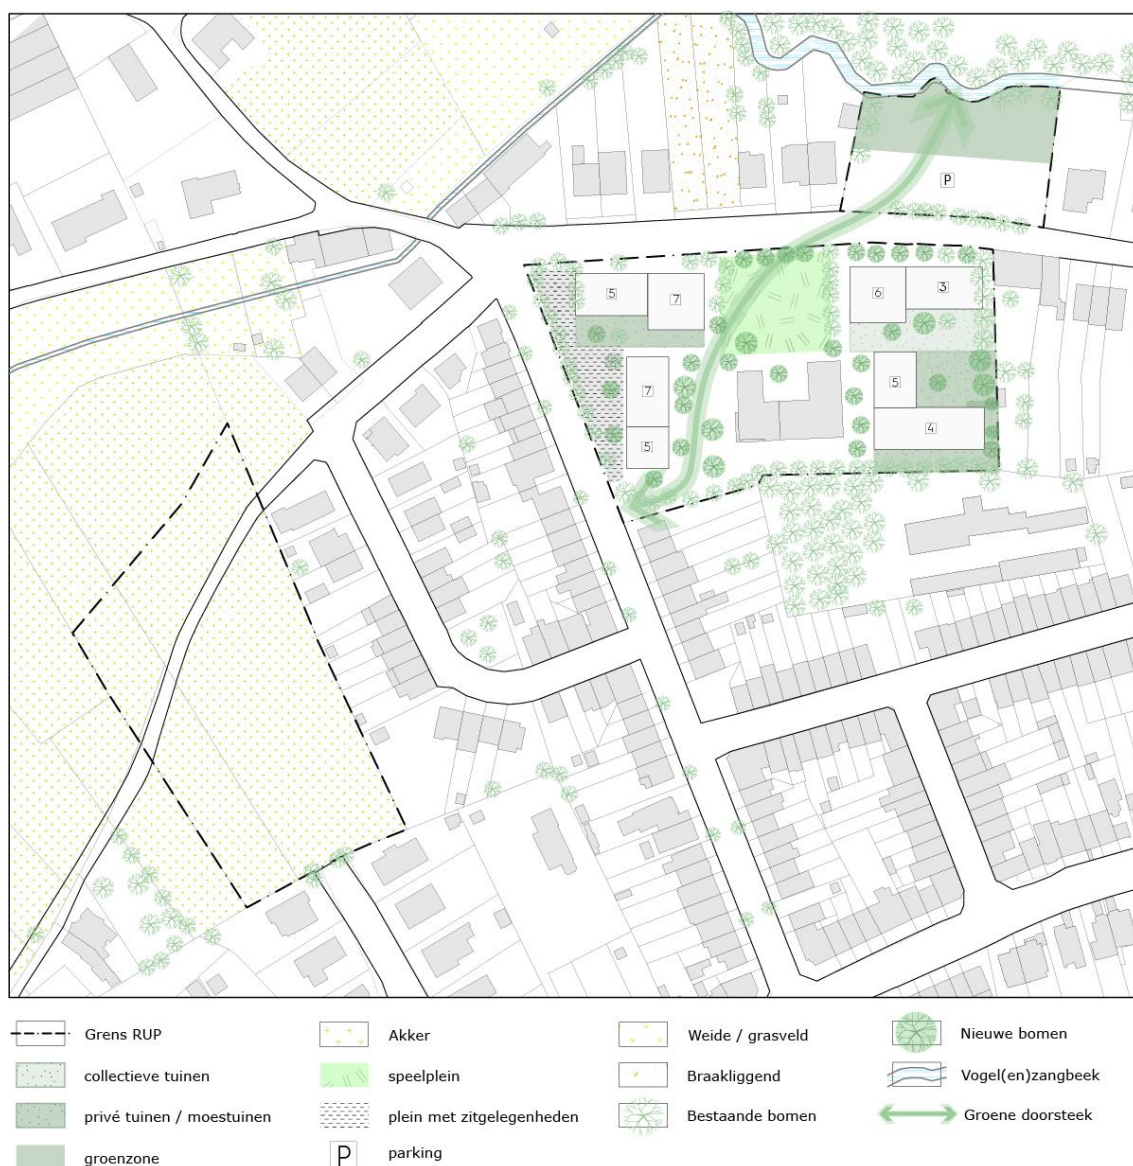 P
5
7
6
3
7
5
4
5
Grens RUP
Akker
Weide / grasveld
Nieuwe bomen
collectieve tuinen
speelplein
Braakliggend
Vogel(en)zangbeek
privé tuinen / moestuinen
plein met zitgelegenheden
Bestaande bomen
Groene doorsteek
groenzone
P
parking